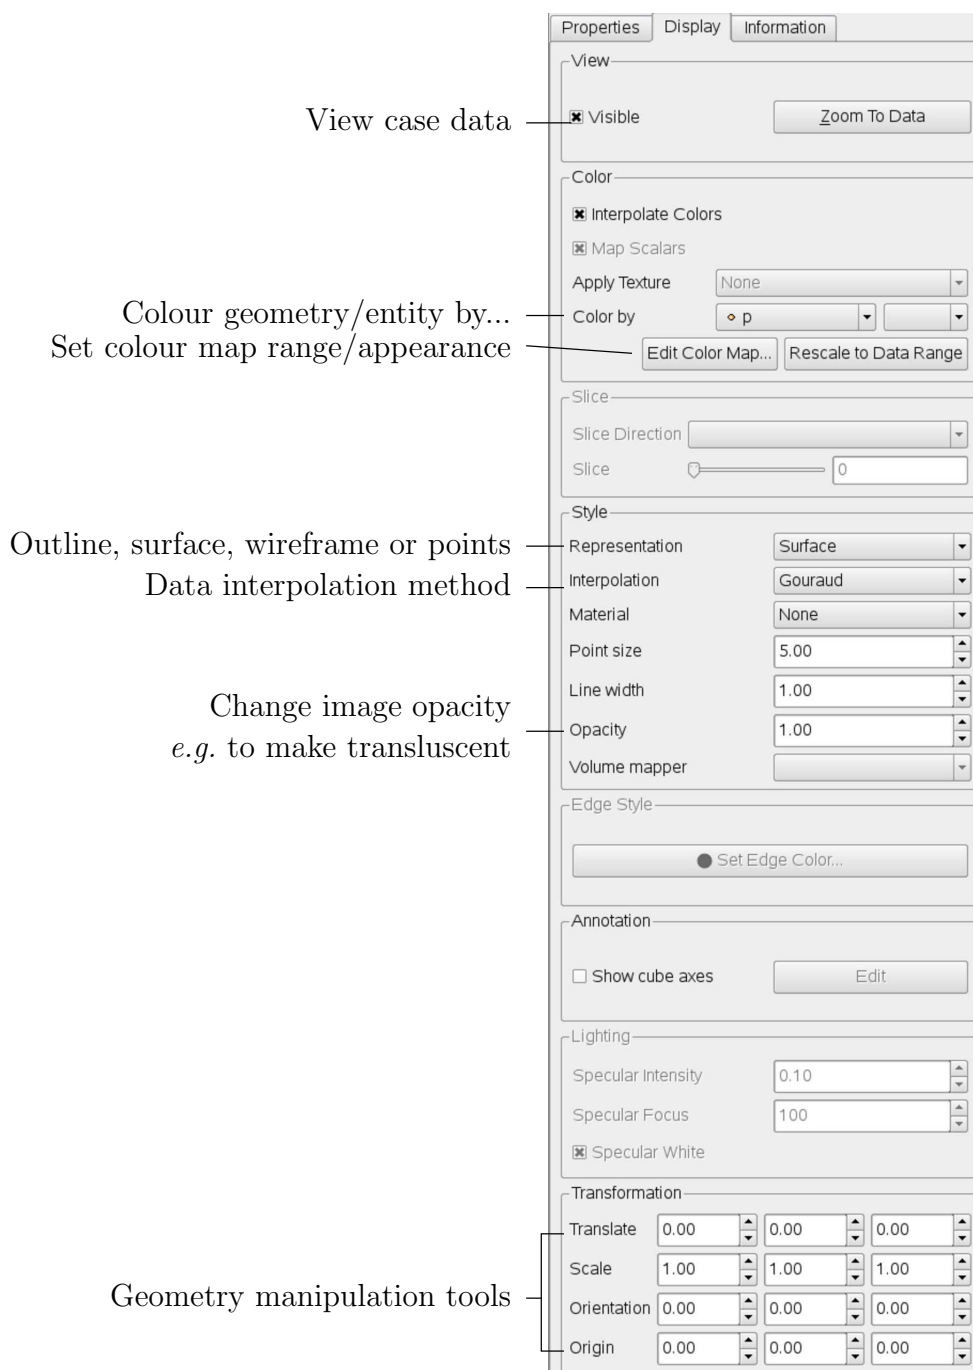 Properties Display Information
View
View case data
Visible Zoom To Data
Color
Interpolate Colors
Map Scalars
Apply Texture None
Colour geometry/entity by...
Color by p
Set colour map range/appearance
Edit Color Map... Rescale to Data Range
Slice
Slice Direction
Slice 0
Style
Outline, surface, wireframe or points
Representation Surface
Data interpolation method
Interpolation Gouraud
Material None
Point size 5.00
Line width 1.00
Change image opacity
e.g. to make transluscent
Opacity 1.00
Volume mapper
Edge Style
Set Edge Color...
Annotation
Show cube axes Edit
Lighting
Specular Intensity 0.10
Specular Focus 100
Specular White
Transformation
Translate 0.00 0.00 0.00
Scale 1.00 1.00 1.00
Geometry manipulation tools
Orientation 0.00 0.00 0.00
Origin 0.00 0.00 0.00